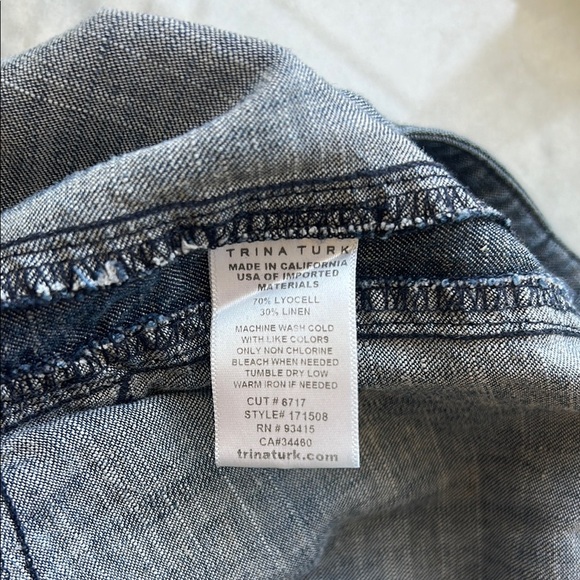 TRINA TURK
MADE IN CALIFORNIA
USA OF IMPORTED
MATERIALS
70% LYOCELL
30% LINEN
MACHINE WASH COLD
WITH LIKE COLORS
ONLY NON CHLORINE
BLEACH WHEN NEEDED
TUMBLE DRY LOW
WARM IRON IF NEEDED
CUT # 6717
STYLE# 171508
RN # 93415
CA#34460
trinaturk.com